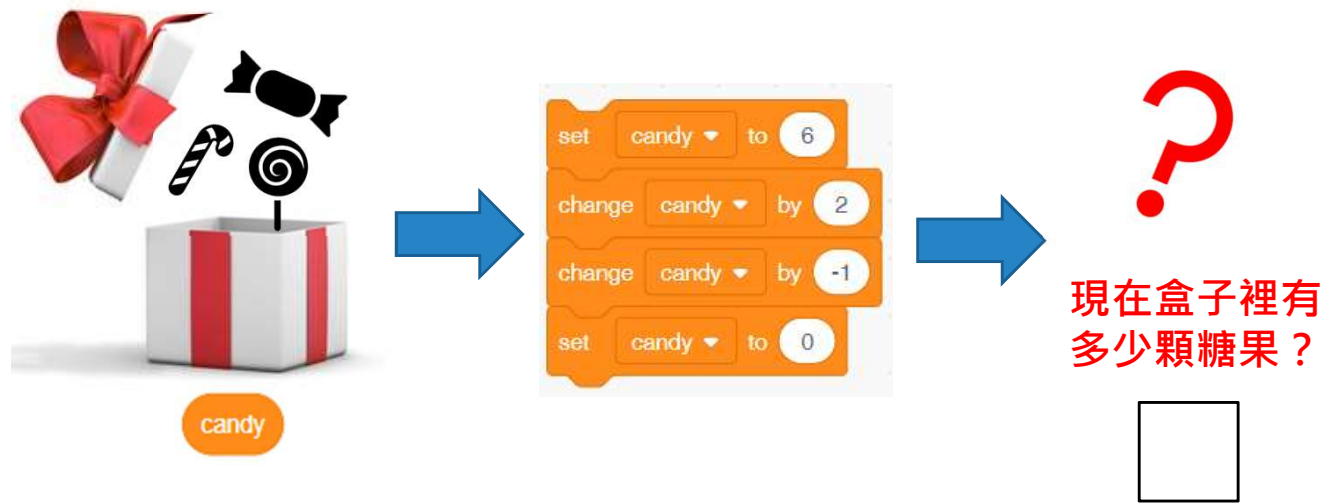 candy
set candy to 6
change candy by 2
change candy by -1
set candy to 0
?
現在盒子裡有
多少顆糖果？